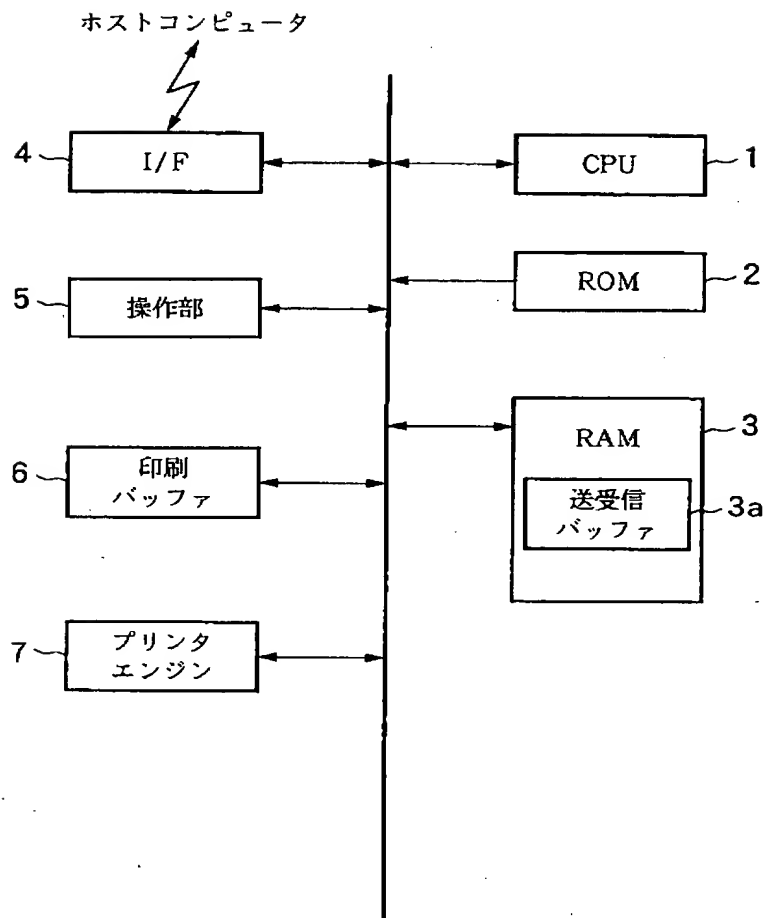 ホストコンピュータ
4
I/F
CPU
1
5
操作部
ROM
2
6
印刷
バッファ
RAM
3
送受信
バッファ
3a
7
プリンタ
エンジン